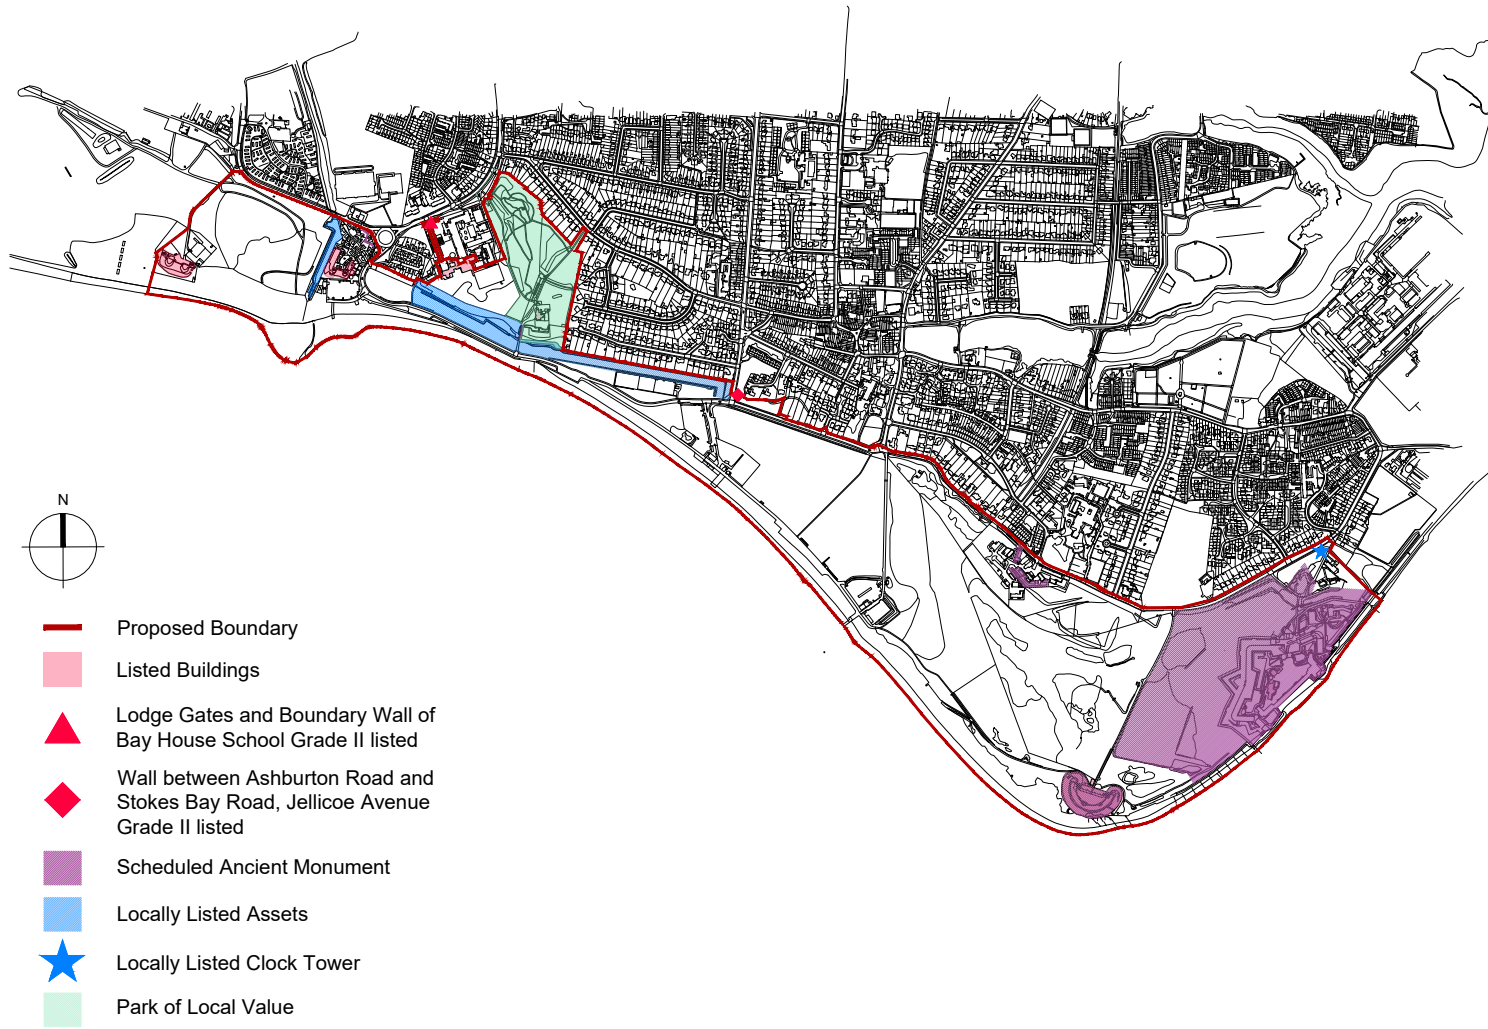 N
Proposed Boundary
Listed Buildings
Lodge Gates and Boundary Wall of
Bay House School Grade II listed
Wall between Ashburton Road and
Stokes Bay Road, Jellicoe Avenue
Grade II listed
Scheduled Ancient Monument
Locally Listed Assets
Locally Listed Clock Tower
Park of Local Value